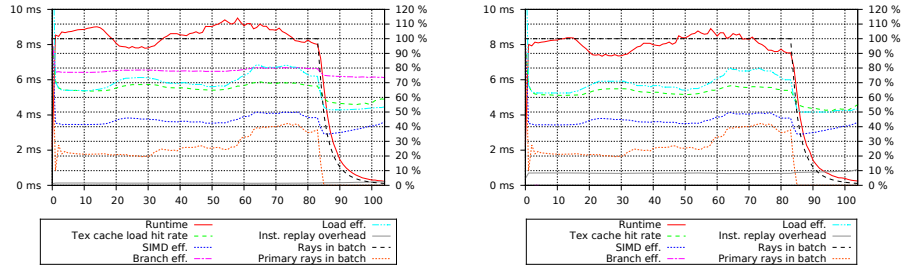 10 ms
8 ms
6 ms
4 ms
2 ms
0 ms
120 %
110 %
100 %
90 %
80 %
70 %
60 %
50 %
40 %
30 %
20 %
10 %
0 %
0 10 20 30 40 50 60 70 80 90 100
Runtime Load eff.
Tex cache load hit rate Inst. replay overhead
SIMD eff. Rays in batch
Branch eff. Primary rays in batch
10 ms
8 ms
6 ms
4 ms
2 ms
0 ms
120 %
110 %
100 %
90 %
80 %
70 %
60 %
50 %
40 %
30 %
20 %
10 %
0 %
0 10 20 30 40 50 60 70 80 90 100
Runtime Load eff.
Tex cache hit rate Inst. replay overhead
SIMD eff. Rays in batch
Primary rays in batch